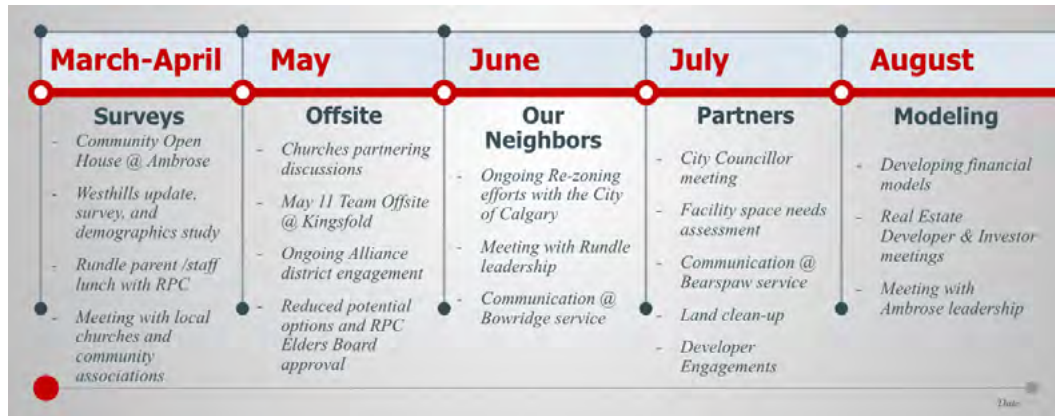 March-April
Surveys
- Community Open
House @ Ambrose
- Westhills update,
survey, and
demographics study
- Rundle parent /staff
lunch with RPC
- Meeting with local
churches and
community
associations
May
Offsite
- Churches partnering
discussions
- May 11 Team Offsite
@ Kingsfold
- Ongoing Alliance
district engagement
- Reduced potential
options and RPC
Elders Board
approval
June
Our
Neighbors
- Ongoing Re-zoning
efforts with the City
of Calgary
- Meeting with Rundle
leadership
- Communication @
Bowridge service
July
Partners
- City Councillor
meeting
- Facility space needs
assessment
- Communication @
Bearspaw service
- Land clean-up
- Developer
Engagements
August
Modeling
- Developing financial
models
- Real Estate
Developer & Investor
meetings
- Meeting with
Ambrose leadership
Date